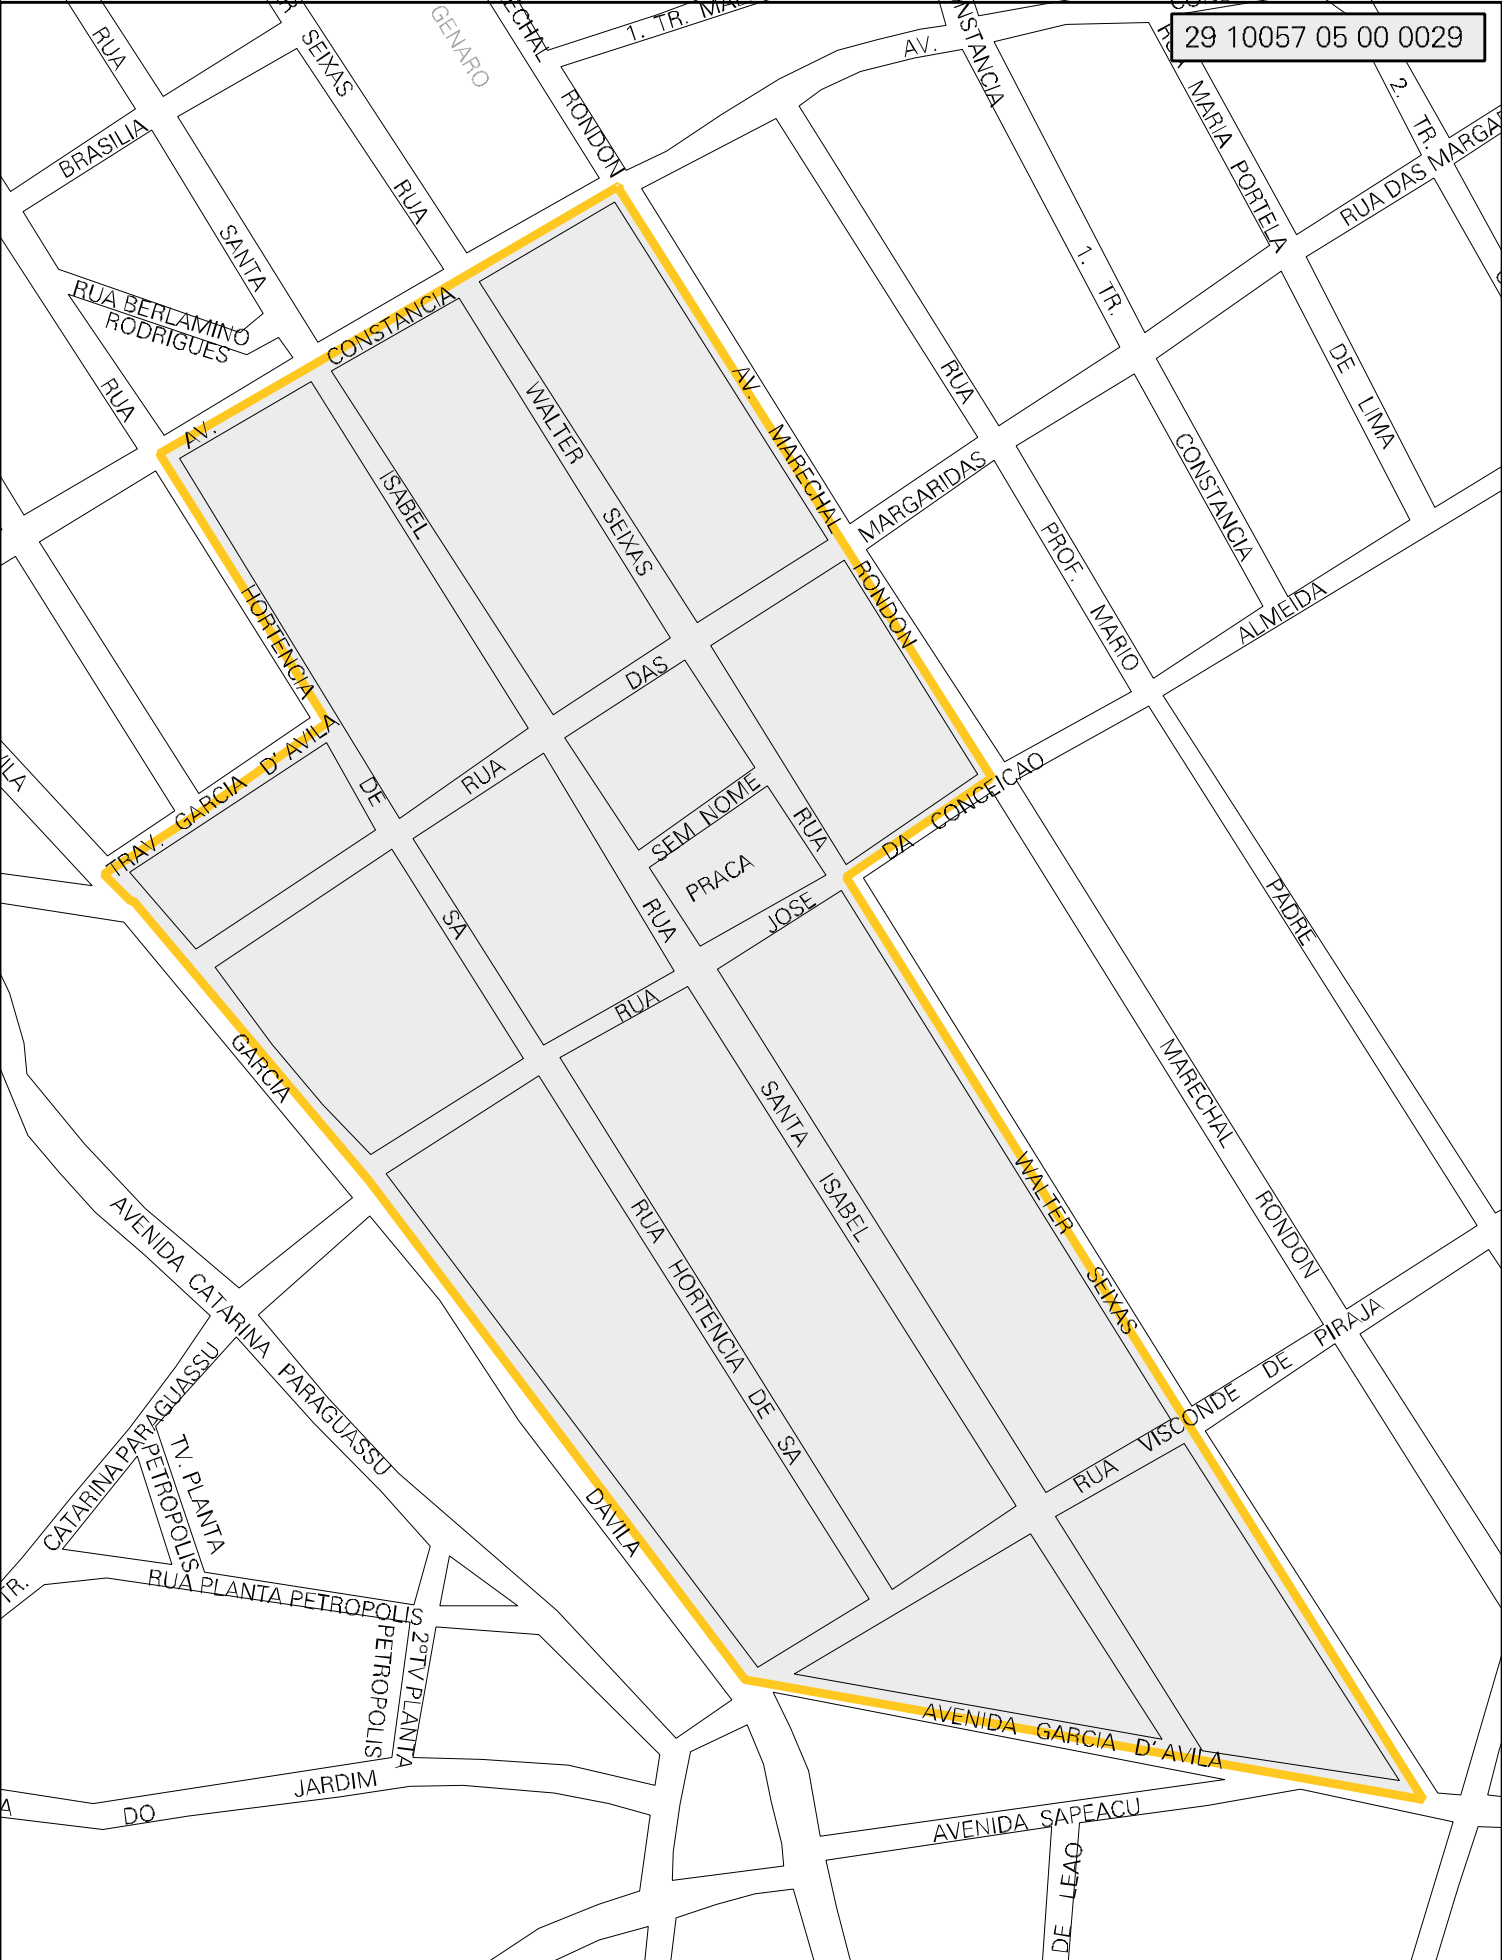 29 10057 05 00 0029
RUA
SEIXAS
GENARO
RONDON
AV.
CONSTANCIA
RUA MARIA PORTELA
2. TR.
BRASILIA
SANTA
RUA
RUA DAS
RUA BERLAMINO
RODRIGUES
RUA
AV. CONSTANCIA
1. TR.
RUA
DE LIMA
WALTER
SEIXAS
ISABEL
AV. MARECHAL RONDON
MARGARIDAS
CONSTANCIA
PROF. MARIO
ALMEIDA
HORTENCIA
DE
SA
TRAV. GARCIA D' AVILA
RUA
DAS
SEM NOME
PRACA
RUA
RUA
JOSE
DA CONCEICAO
RUA
PADRE
GARCIA
SANTA
ISABEL
MARECHAL
RONDON
WALTER
SEIXAS
RUA HORTENCIA DE SA
AVENIDA CATARINA PARAGUASSU
CATARINA PARAGUASSU
TV. PLANTA
PETROPOLIS
RUA VISCONDE DE PIRAJA
DAVILA
TR.
RUA PLANTA PETROPOLIS
2ºTV PLANTA
PETROPOLIS
AVENIDA GARCIA D' AVILA
JARDIM
DO
AVENIDA SAPEACU
DE LEAO